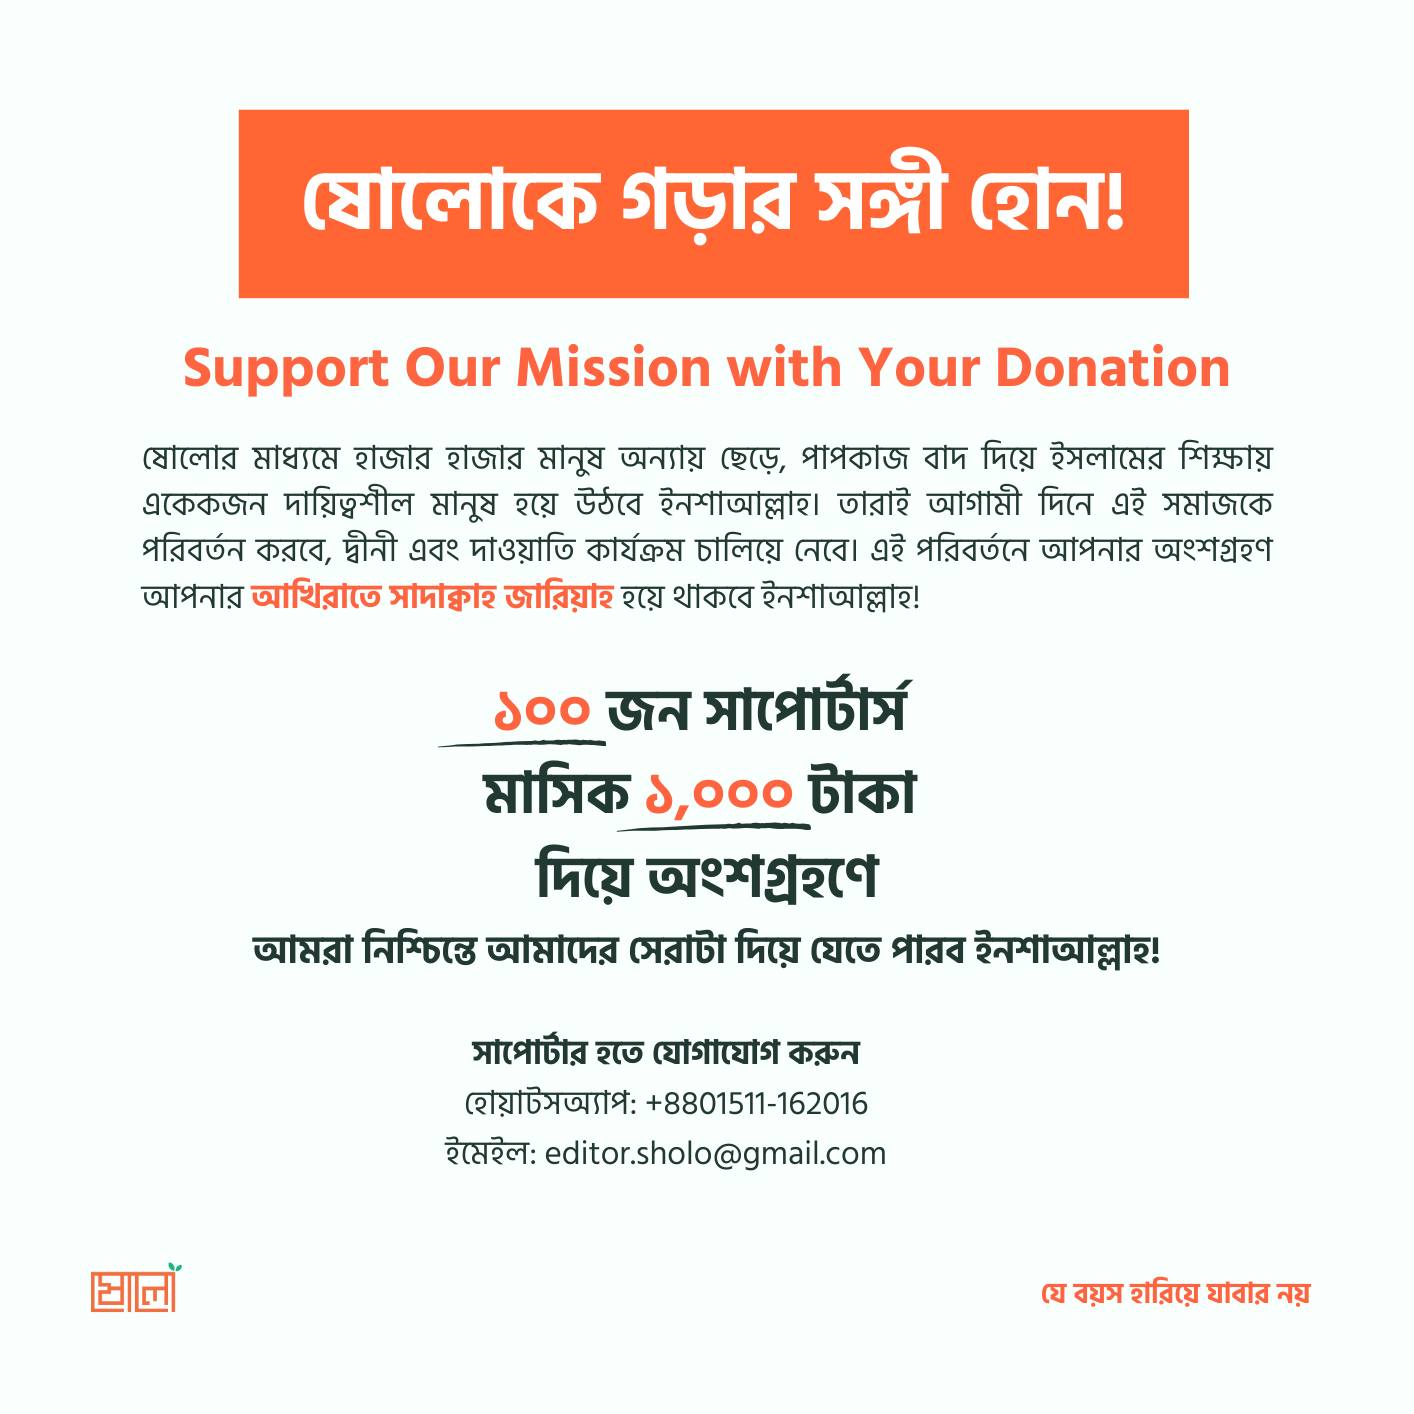 ষোলোকে গড়ার সঙ্গী হোন!
Support Our Mission with Your Donation
ষোলোর মাধ্যমে হাজার হাজার মানুষ অন্যায় ছেড়ে, পাপকাজ বাদ দিয়ে ইসলামের শিক্ষায়
একেকজন দায়িত্বশীল মানুষ হয়ে উঠবে ইনশাআল্লাহ। তারাই আগামী দিনে এই সমাজকে
পরিবর্তন করবে, দ্বীনী এবং দাওয়াতি কার্যক্রম চালিয়ে নেবে। এই পরিবর্তনে আপনার অংশগ্রহণ
আপনার আখিরাতে সাদাক্বাহ জারিয়াহ হয়ে থাকবে ইনশাআল্লাহ!
১০০ জন সাপোর্টার্স
মাসিক ১,০০০ টাকা
দিয়ে অংশগ্রহণে
আমরা নিশ্চিন্তে আমাদের সেরাটা দিয়ে যেতে পারব ইনশাআল্লাহ!
সাপোর্টার হতে যোগাযোগ করুন
হোয়াটসঅ্যাপ: +8801511-162016
ইমেইল: editor.sholo@gmail.com
ষোলো
যে বয়স হারিয়ে যাবার নয়